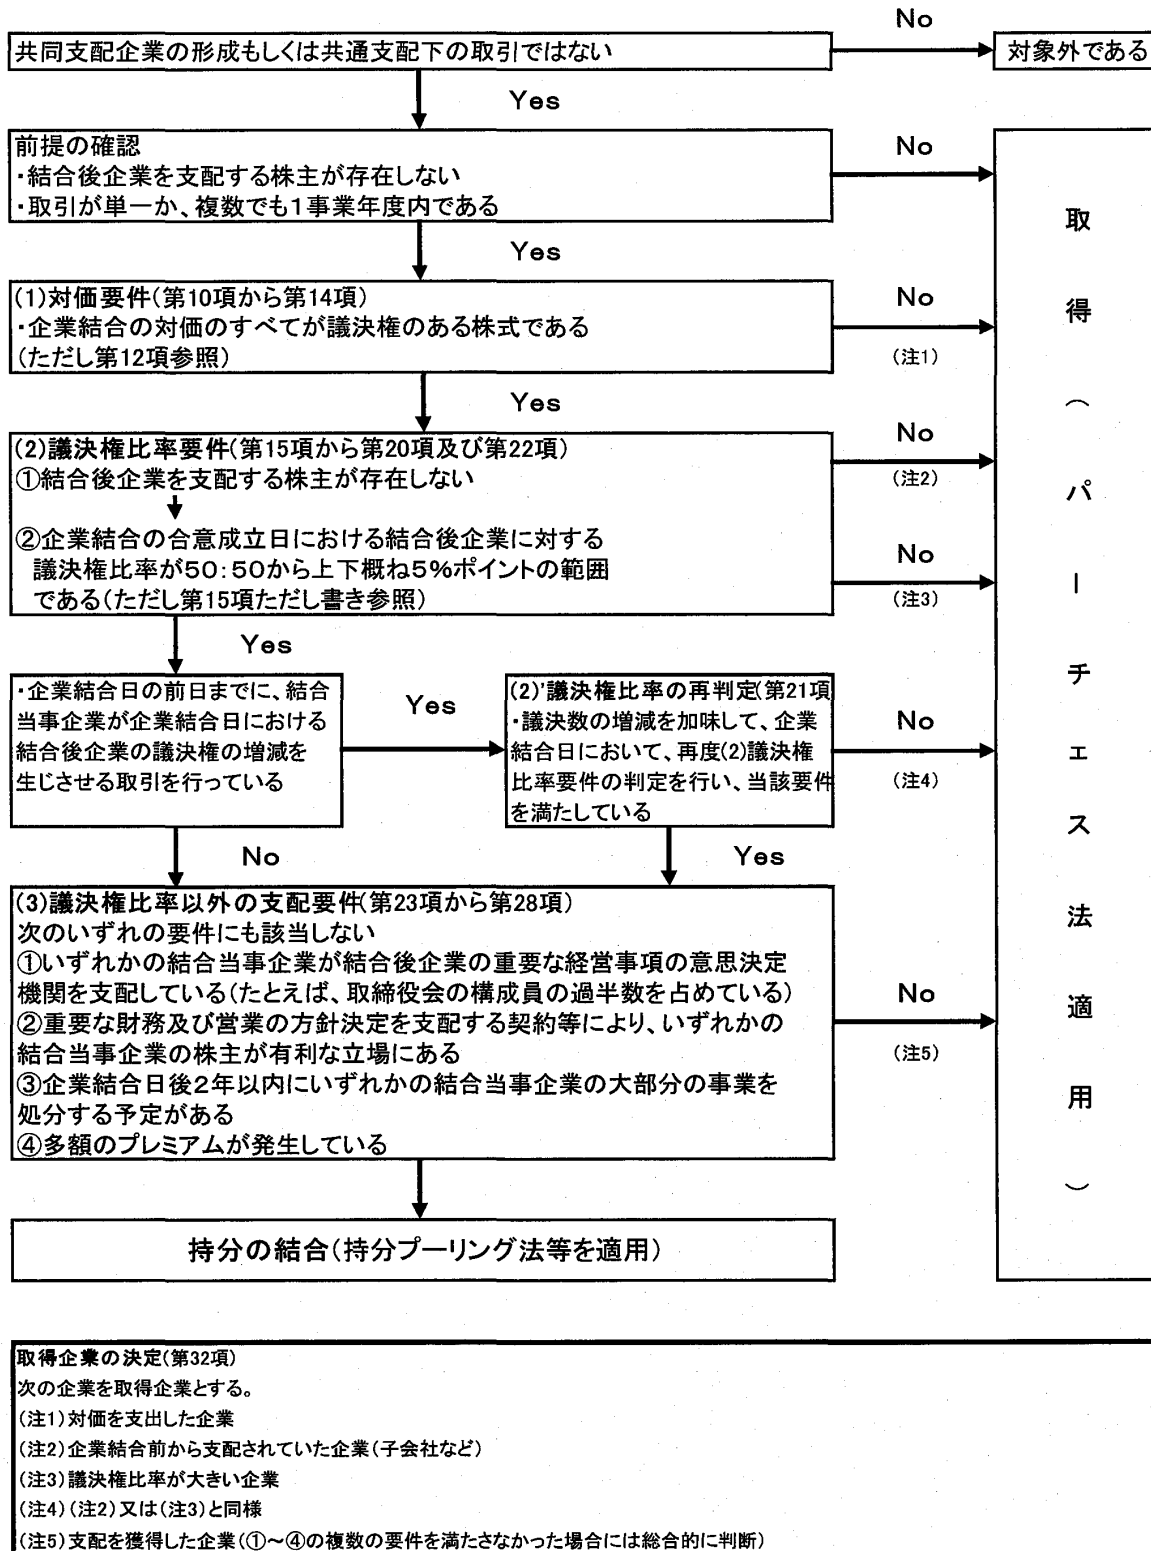 No
共同支配企業の形成もしくは共通支配下の取引ではない
対象外である
Yes
前提の確認
・結合後企業を支配する株主が存在しない
・取引が単一か、複数でも1事業年度内である
No
Yes
(1)対価要件(第10項から第14項)
・企業結合の対価のすべてが議決権のある株式である
(ただし第12項参照)
No
(注1)
Yes
(2)議決権比率要件(第15項から第20項及び第22項)
①結合後企業を支配する株主が存在しない
②企業結合の合意成立日における結合後企業に対する
議決権比率が50:50から上下概ね5%ポイントの範囲
である(ただし第15項ただし書き参照)
No
(注2)
No
(注3)
Yes
・企業結合日の前日までに、結合
当事企業が企業結合日における
結合後企業の議決権の増減を
生じさせる取引を行っている
Yes
(2)'議決権比率の再判定(第21項
・議決数の増減を加味して、企業
結合日において、再度(2)議決権
比率要件の判定を行い、当該要件
を満たしている
No
(注4)
No
Yes
(3)議決権比率以外の支配要件(第23項から第28項)
次のいずれの要件にも該当しない
①いずれかの結合当事企業が結合後企業の重要な経営事項の意思決定
機関を支配している(たとえば、取締役会の構成員の過半数を占めている)
②重要な財務及び営業の方針決定を支配する契約等により、いずれかの
結合当事企業の株主が有利な立場にある
③企業結合日後2年以内にいずれかの結合当事企業の大部分の事業を
処分する予定がある
④多額のプレミアムが発生している
No
(注5)
取得(パーチェス法適用)
持分の結合(持分プーリング法等を適用)
取得企業の決定(第32項)
次の企業を取得企業とする。
(注1)対価を支出した企業
(注2)企業結合前から支配されていた企業(子会社など)
(注3)議決権比率が大きい企業
(注4)(注2)又は(注3)と同様
(注5)支配を獲得した企業(①～④の複数の要件を満たさなかった場合には総合的に判断)